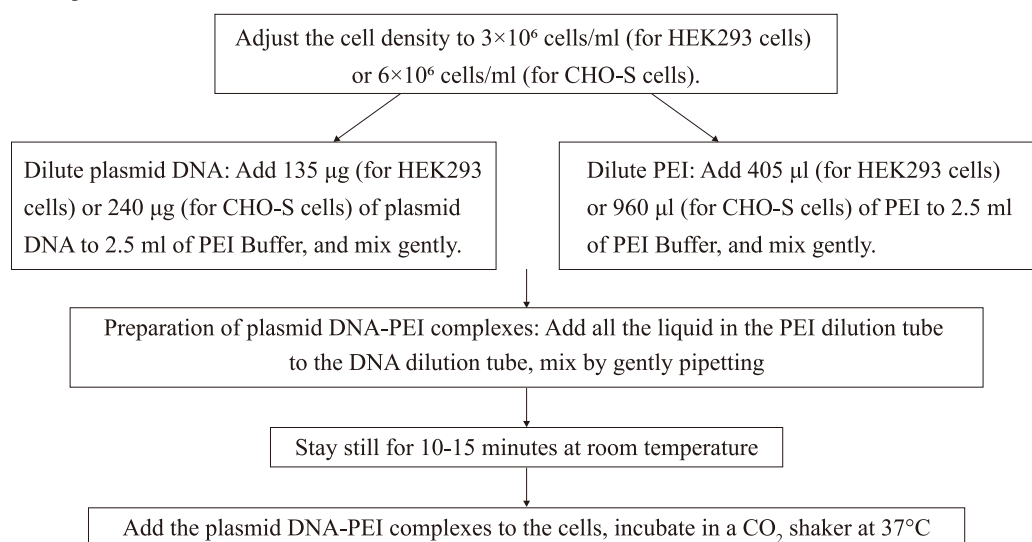 Adjust the cell density to 3×10⁶ cells/ml (for HEK293 cells)
or 6×10⁶ cells/ml (for CHO-S cells).
Dilute plasmid DNA: Add 135 μg (for HEK293
cells) or 240 μg (for CHO-S cells) of plasmid
DNA to 2.5 ml of PEI Buffer, and mix gently.
Dilute PEI: Add 405 μl (for HEK293 cells)
or 960 μl (for CHO-S cells) of PEI to 2.5 ml
of PEI Buffer, and mix gently.
Preparation of plasmid DNA-PEI complexes: Add all the liquid in the PEI dilution tube
to the DNA dilution tube, mix by gently pipetting
Stay still for 10-15 minutes at room temperature
Add the plasmid DNA-PEI complexes to the cells, incubate in a CO₂ shaker at 37°C